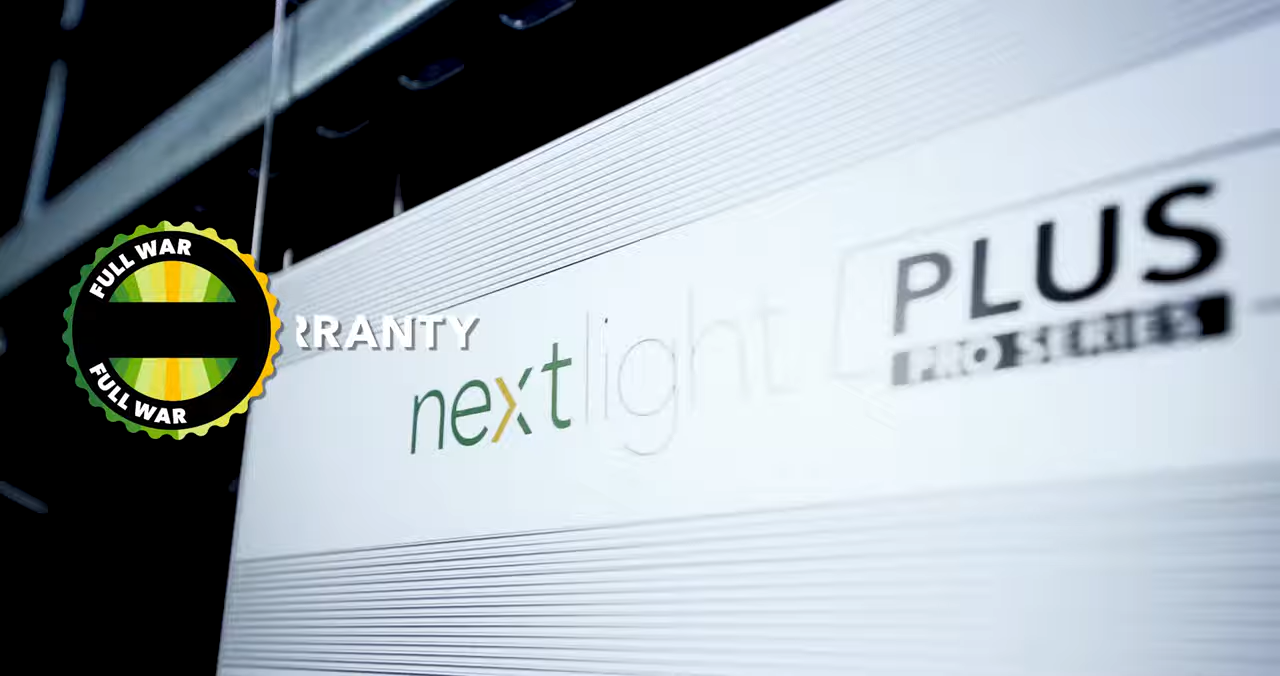 FULL WAR
FULL WAR
RRANTY
nextlight
PLUS
PRO SERIES